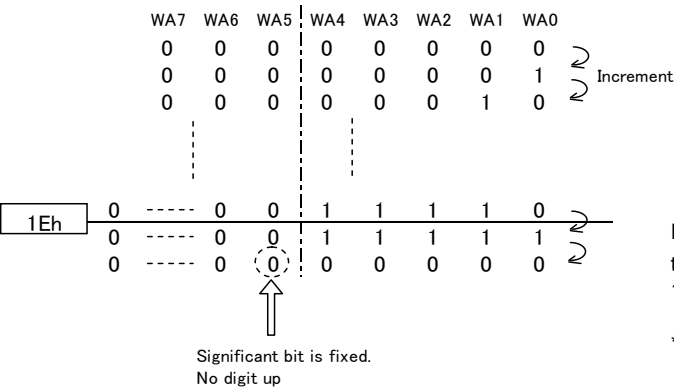 WA7 WA6 WA5 WA4 WA3 WA2 WA1 WA0
0 0 0 0 0 0 0 0
0 0 0 0 0 0 0 1
Increment
0 0 0 0 0 0 1 0
0 ----- 0 0 1 1 1 1 0
1Eh
0 ----- 0 0 1 1 1 1 1
0 ----- 0 0 0 0 0 0 0
Significant bit is fixed.
No digit up